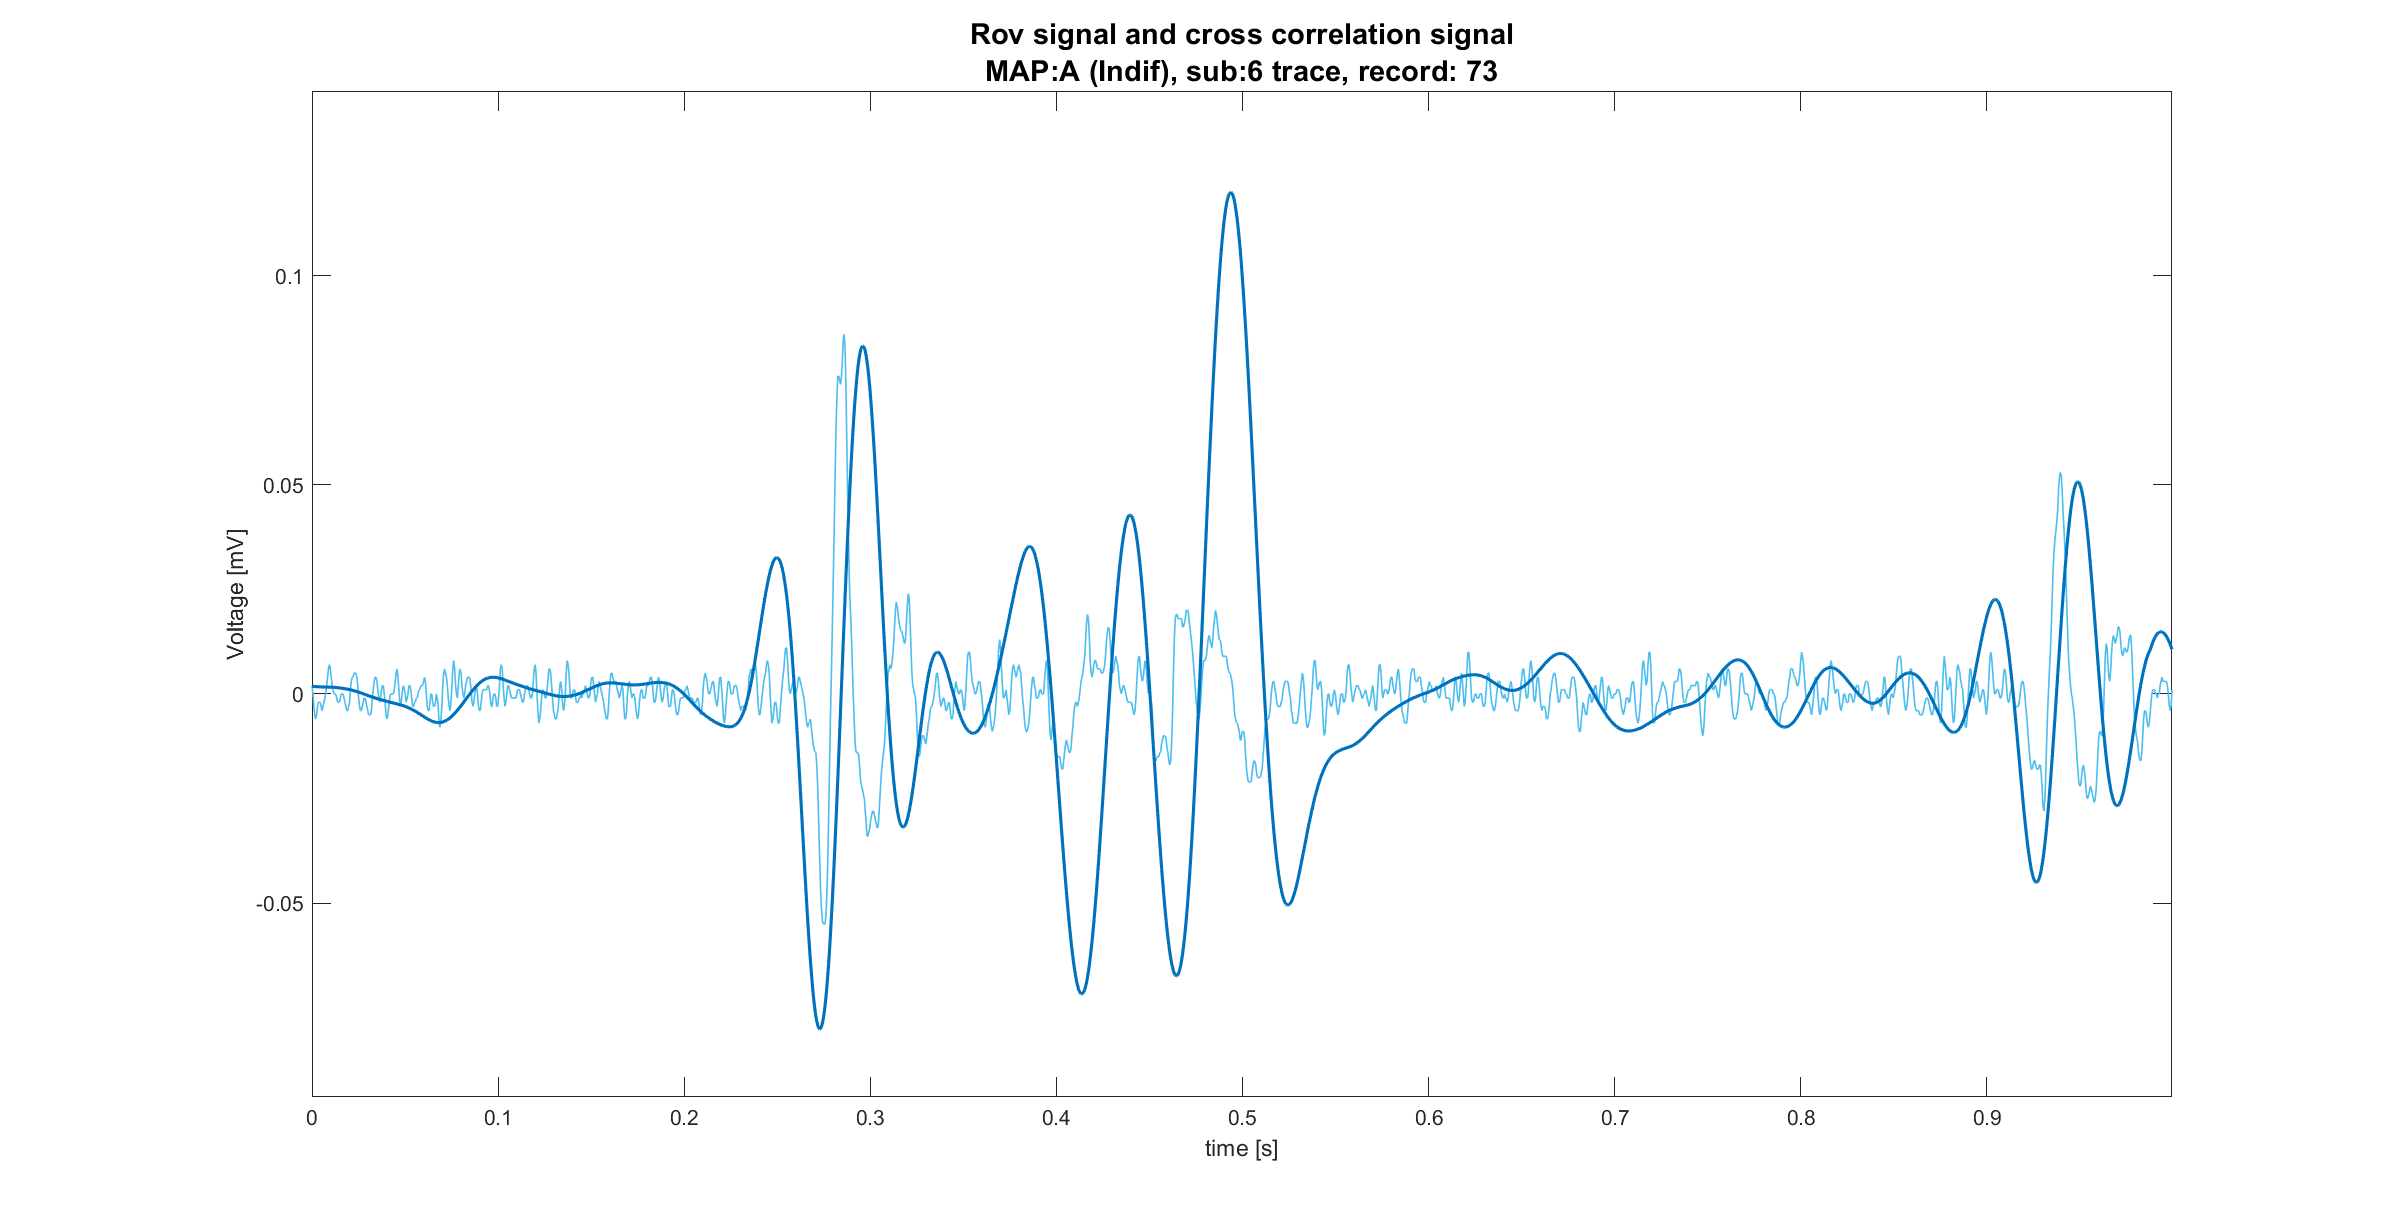 Rov signal and cross correlation signal
MAP:A (Indif), sub:6 trace, record: 73
0.1
0.05
0
-0.05
Voltage [mV]
0 0.1 0.2 0.3 0.4 0.5 0.6 0.7 0.8 0.9
time [s]